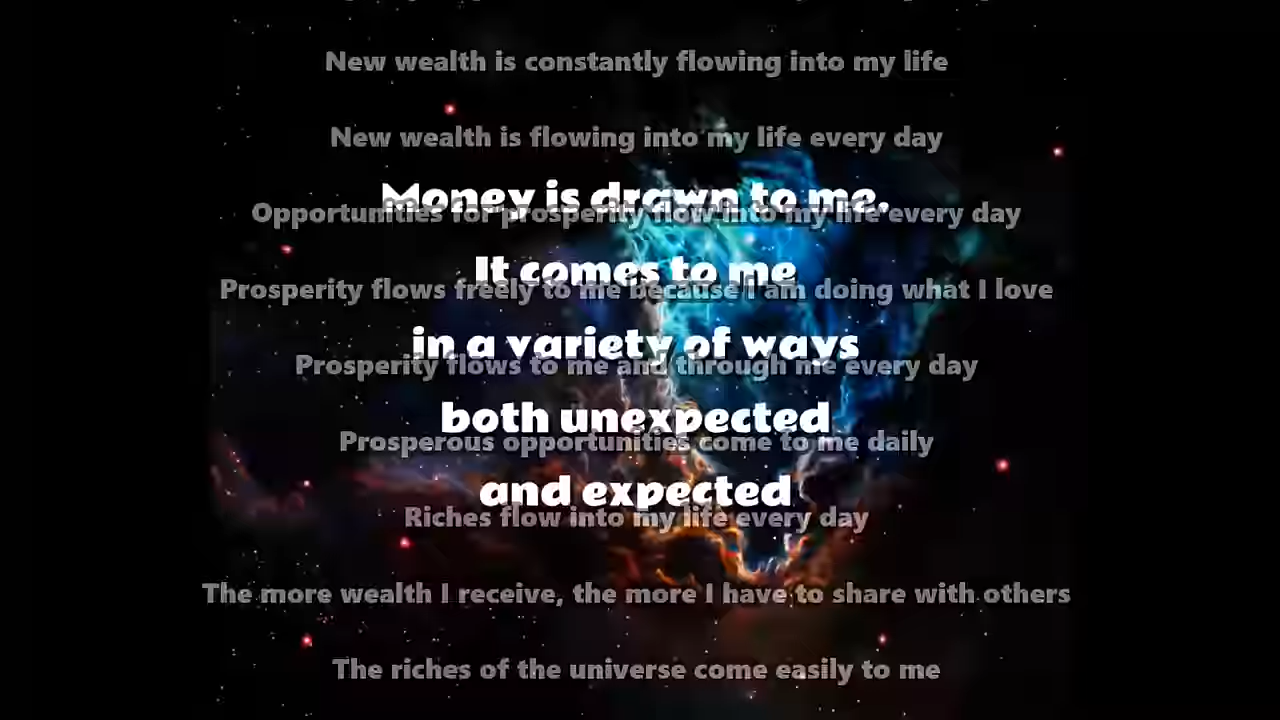 New wealth is constantly flowing into my life
New wealth is flowing into my life every day
Money is drawn to me.
Opportunities for prosperity flow into my life every day
It comes to me
Prosperity flows freely to me because I am doing what I love
in a variety of ways
Prosperity flows to me and through me every day
both unexpected
Prosperous opportunities come to me daily
and expected
Riches flow into my life every day
The more wealth I receive, the more I have to share with others
The riches of the universe come easily to me